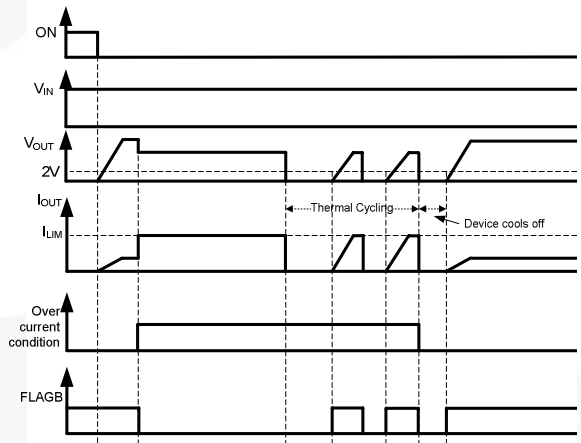 ON
VIN
VOUT
2V
IOUT
Thermal Cycling
Device cools off
ILIM
Over
current
condition
FLAGB